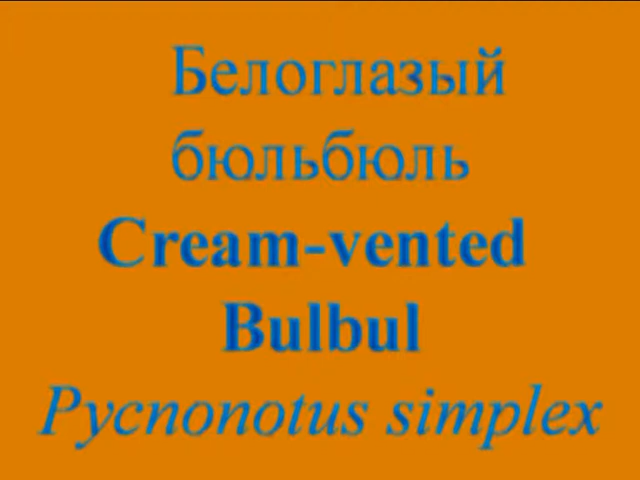 Белоглазый
бюльбюль
Cream-vented
Bulbul
Pycnonotus simplex